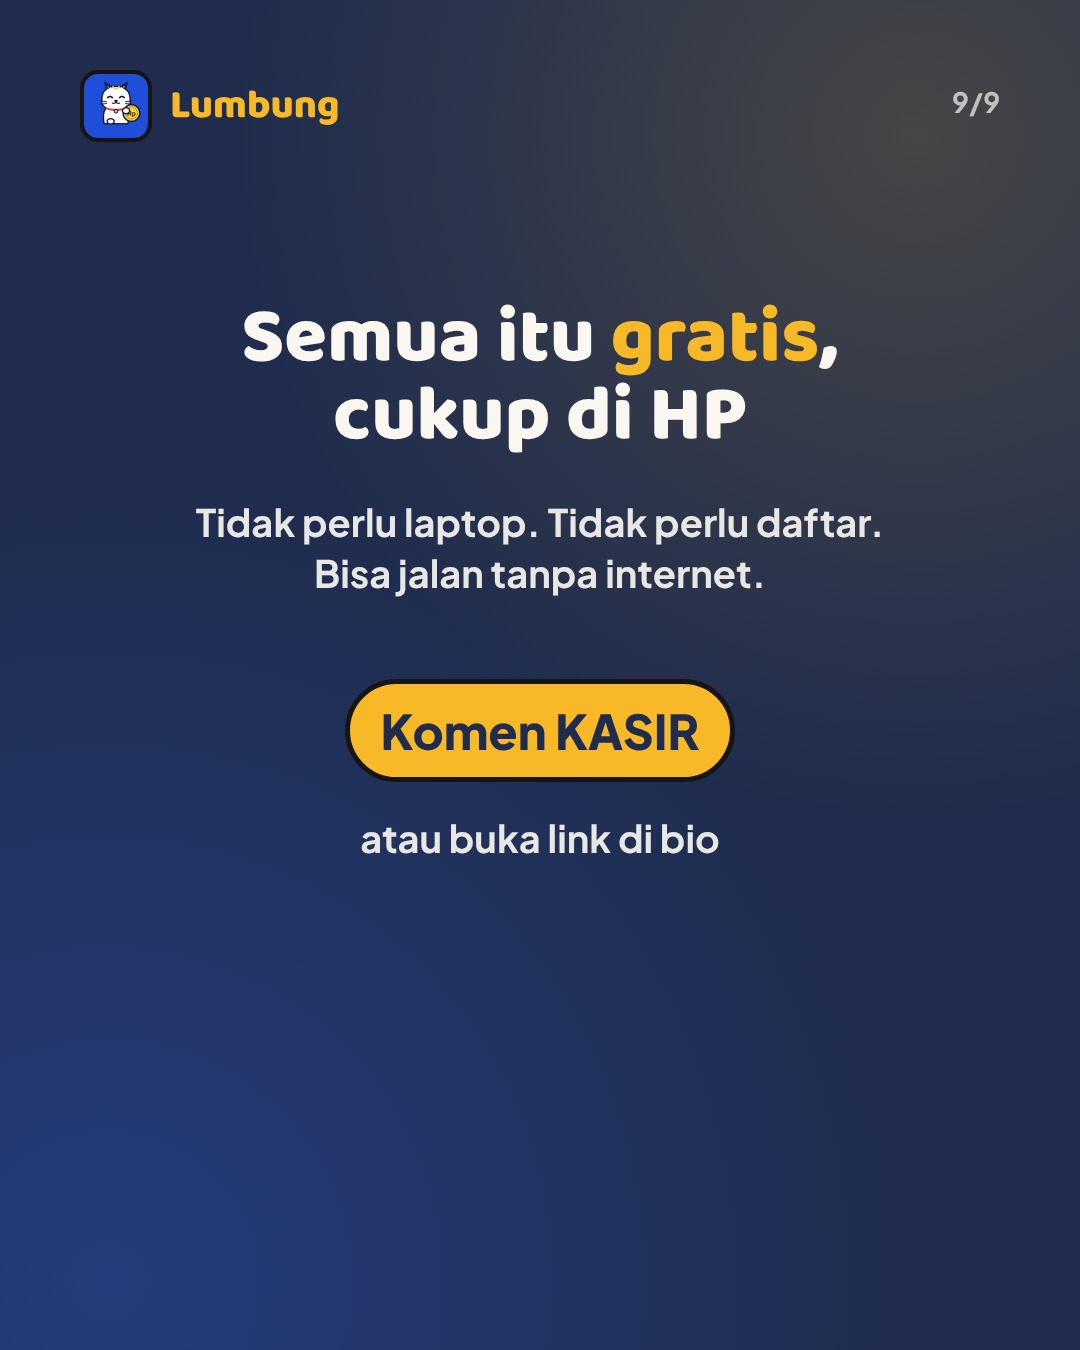 Lumbung
9/9
Semua itu gratis,
cukup di HP
Tidak perlu laptop. Tidak perlu daftar.
Bisa jalan tanpa internet.
Komen KASIR
atau buka link di bio